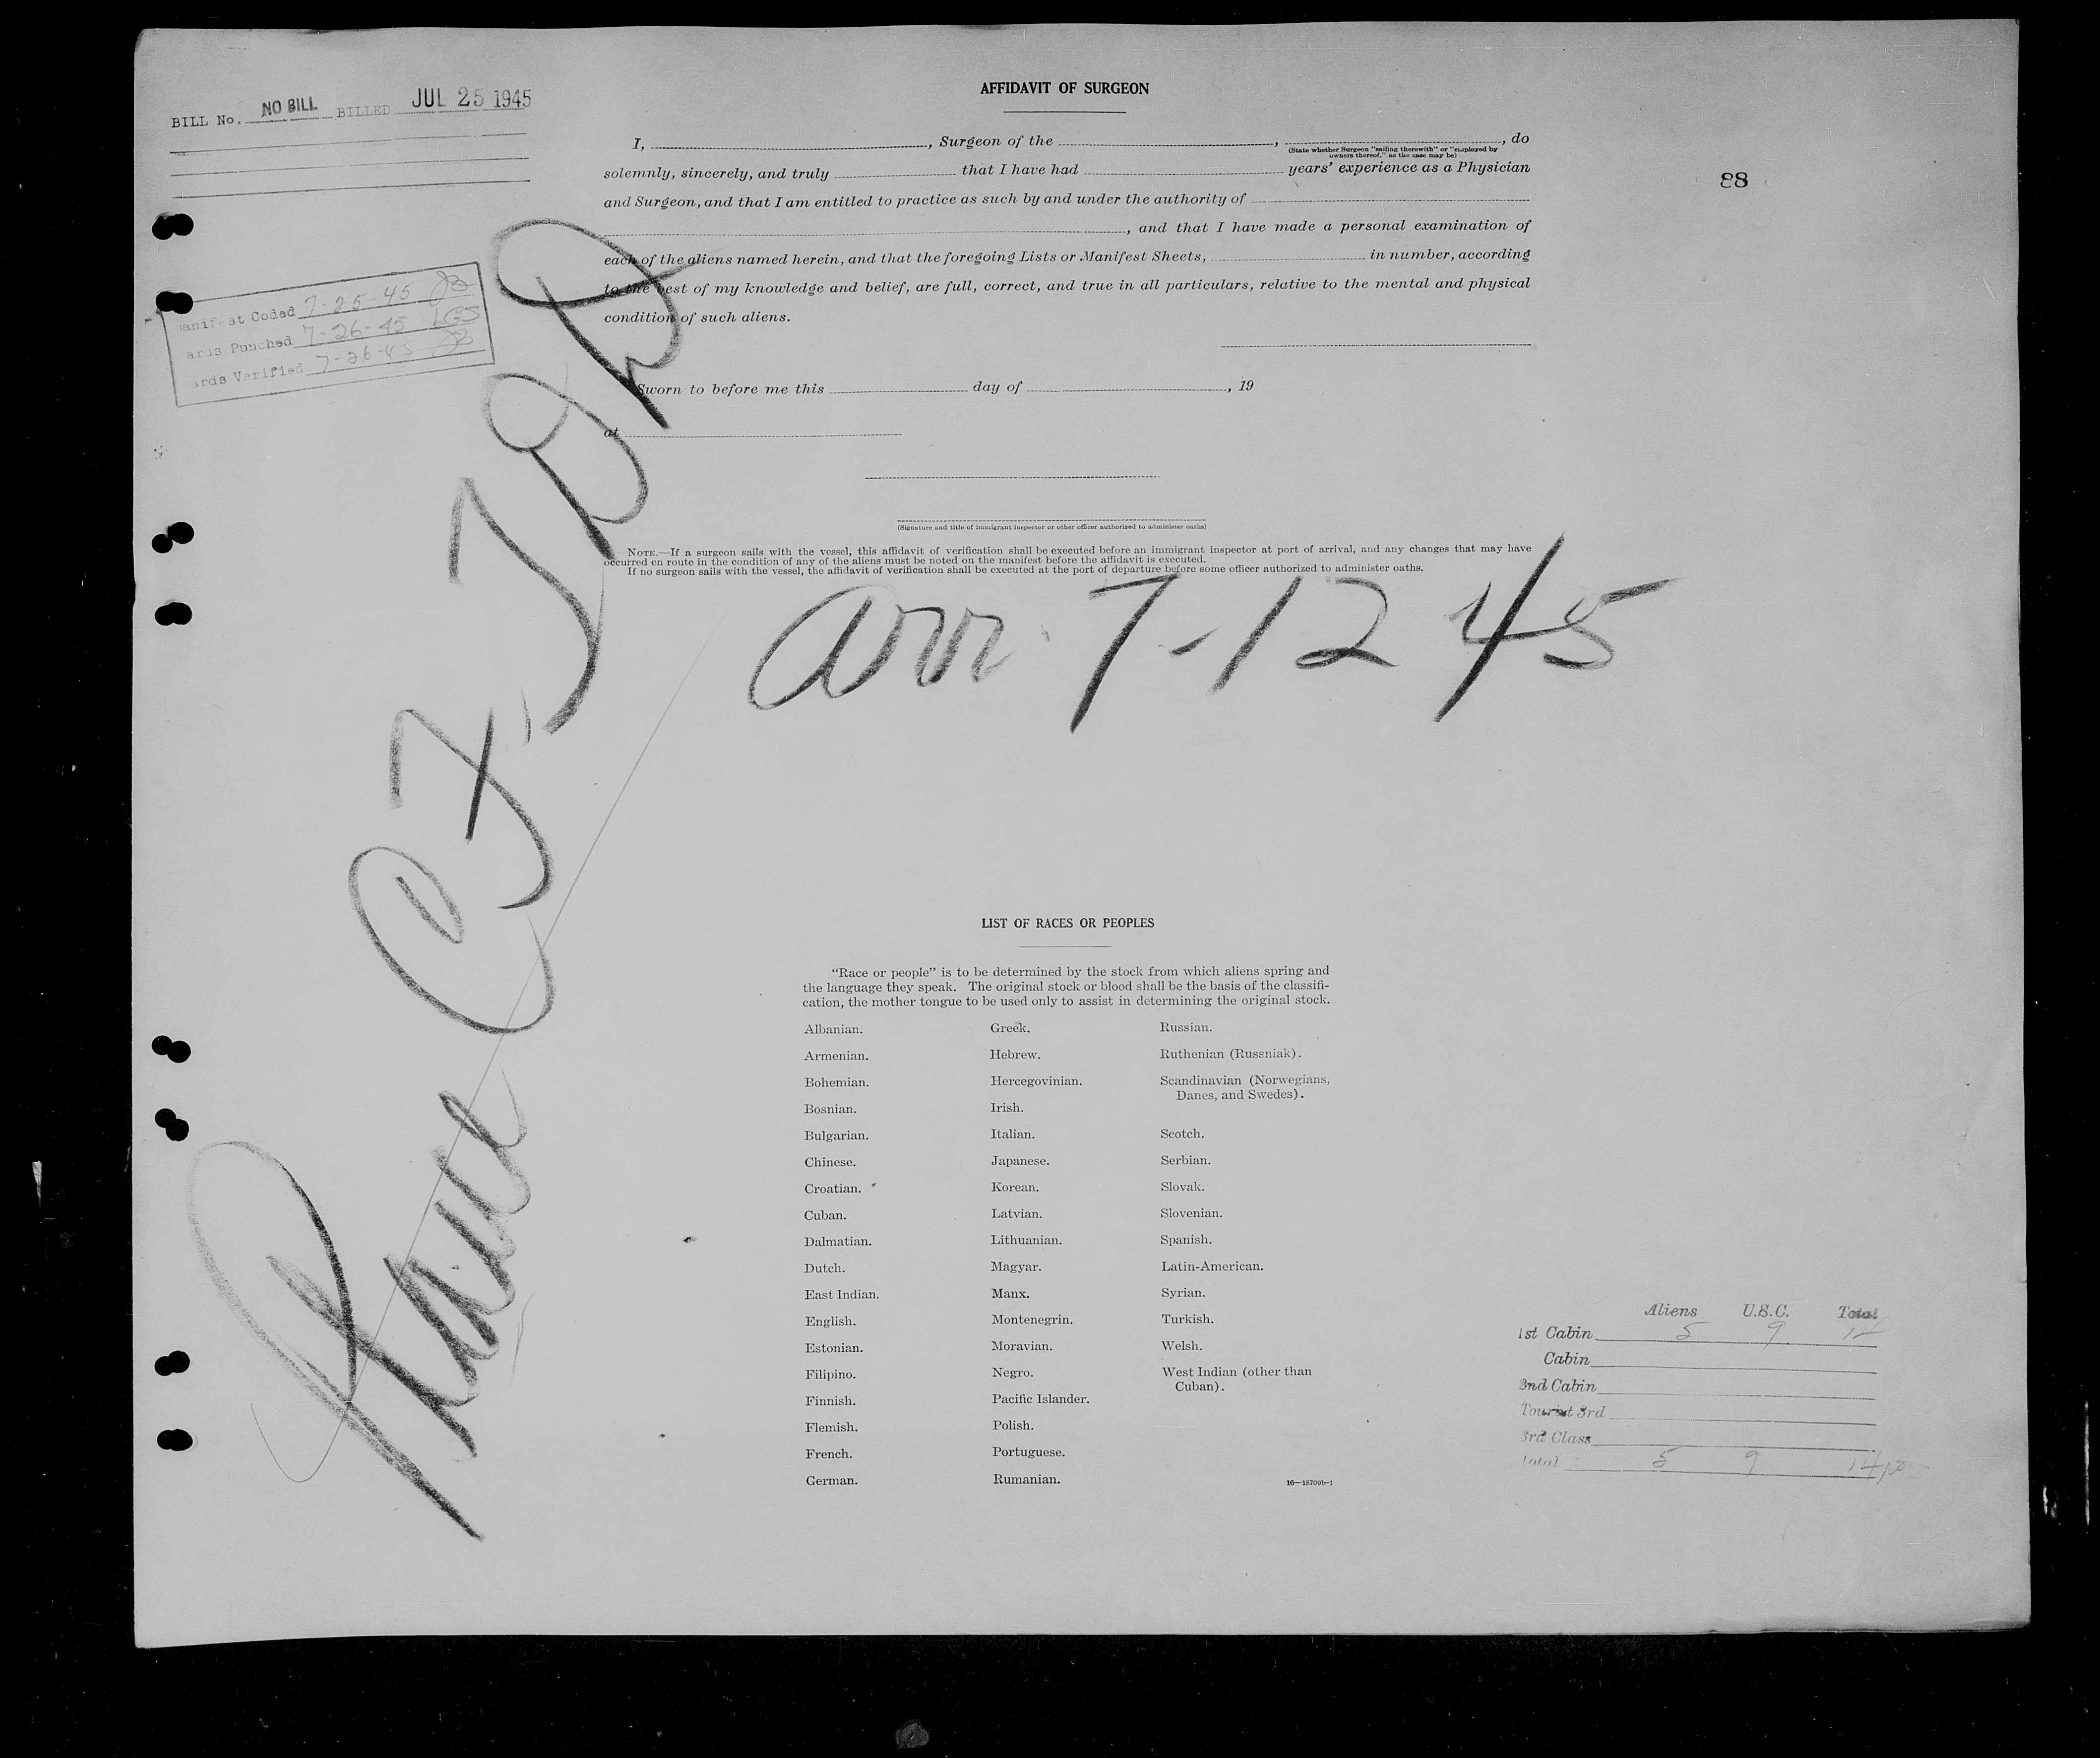 BILL No. NO BILL BILLED JUL 25 1945
AFFIDAVIT OF SURGEON
I, , Surgeon of the , , do
(State whether Surgeon "sailing therewith" or "employed by
owners thereof," as the case may be)
solemnly, sincerely, and truly that I have had years' experience as a Physician
and Surgeon, and that I am entitled to practice as such by and under the authority of
, and that I have made a personal examination of
each of the aliens named herein, and that the foregoing Lists or Manifest Sheets, in number, according
to the best of my knowledge and belief, are full, correct, and true in all particulars, relative to the mental and physical
condition of such aliens.
88
anifest Coded 7-25-45 JB
ards Punched 7-26-45 LGS
ards Verified 7-26-45 JB
Sworn to before me this day of , 19
at
(Signature and title of immigrant inspector or other officer authorized to administer oaths)
NOTE.—If a surgeon sails with the vessel, this affidavit of verification shall be executed before an immigrant inspector at port of arrival, and any changes that may have
occurred en route in the condition of any of the aliens must be noted on the manifest before the affidavit is executed.
If no surgeon sails with the vessel, the affidavit of verification shall be executed at the port of departure before some officer authorized to administer oaths.
Arr 7-12 45
Plane
LIST OF RACES OR PEOPLES
"Race or people" is to be determined by the stock from which aliens spring and
the language they speak. The original stock or blood shall be the basis of the classifi-
cation, the mother tongue to be used only to assist in determining the original stock.
Albanian.
Armenian.
Bohemian.
Bosnian.
Bulgarian.
Chinese.
Croatian.
Cuban.
Dalmatian.
Dutch.
East Indian.
English.
Estonian.
Filipino.
Finnish.
Flemish.
French.
German.
Greek.
Hebrew.
Hercegovinian.
Irish.
Italian.
Japanese.
Korean.
Latvian.
Lithuanian.
Magyar.
Manx.
Montenegrin.
Moravian.
Negro.
Pacific Islander.
Polish.
Portuguese.
Rumanian.
Russian.
Ruthenian (Russniak).
Scandinavian (Norwegians,
Danes, and Swedes).
Scotch.
Serbian.
Slovak.
Slovenian.
Spanish.
Latin-American.
Syrian.
Turkish.
Welsh.
West Indian (other than
Cuban).
16—18709b-1
Aliens U.S.C. Total
1st Cabin 5 9 14
Cabin
2nd Cabin
Tourist 3rd
3rd Class
Total 5 9 14